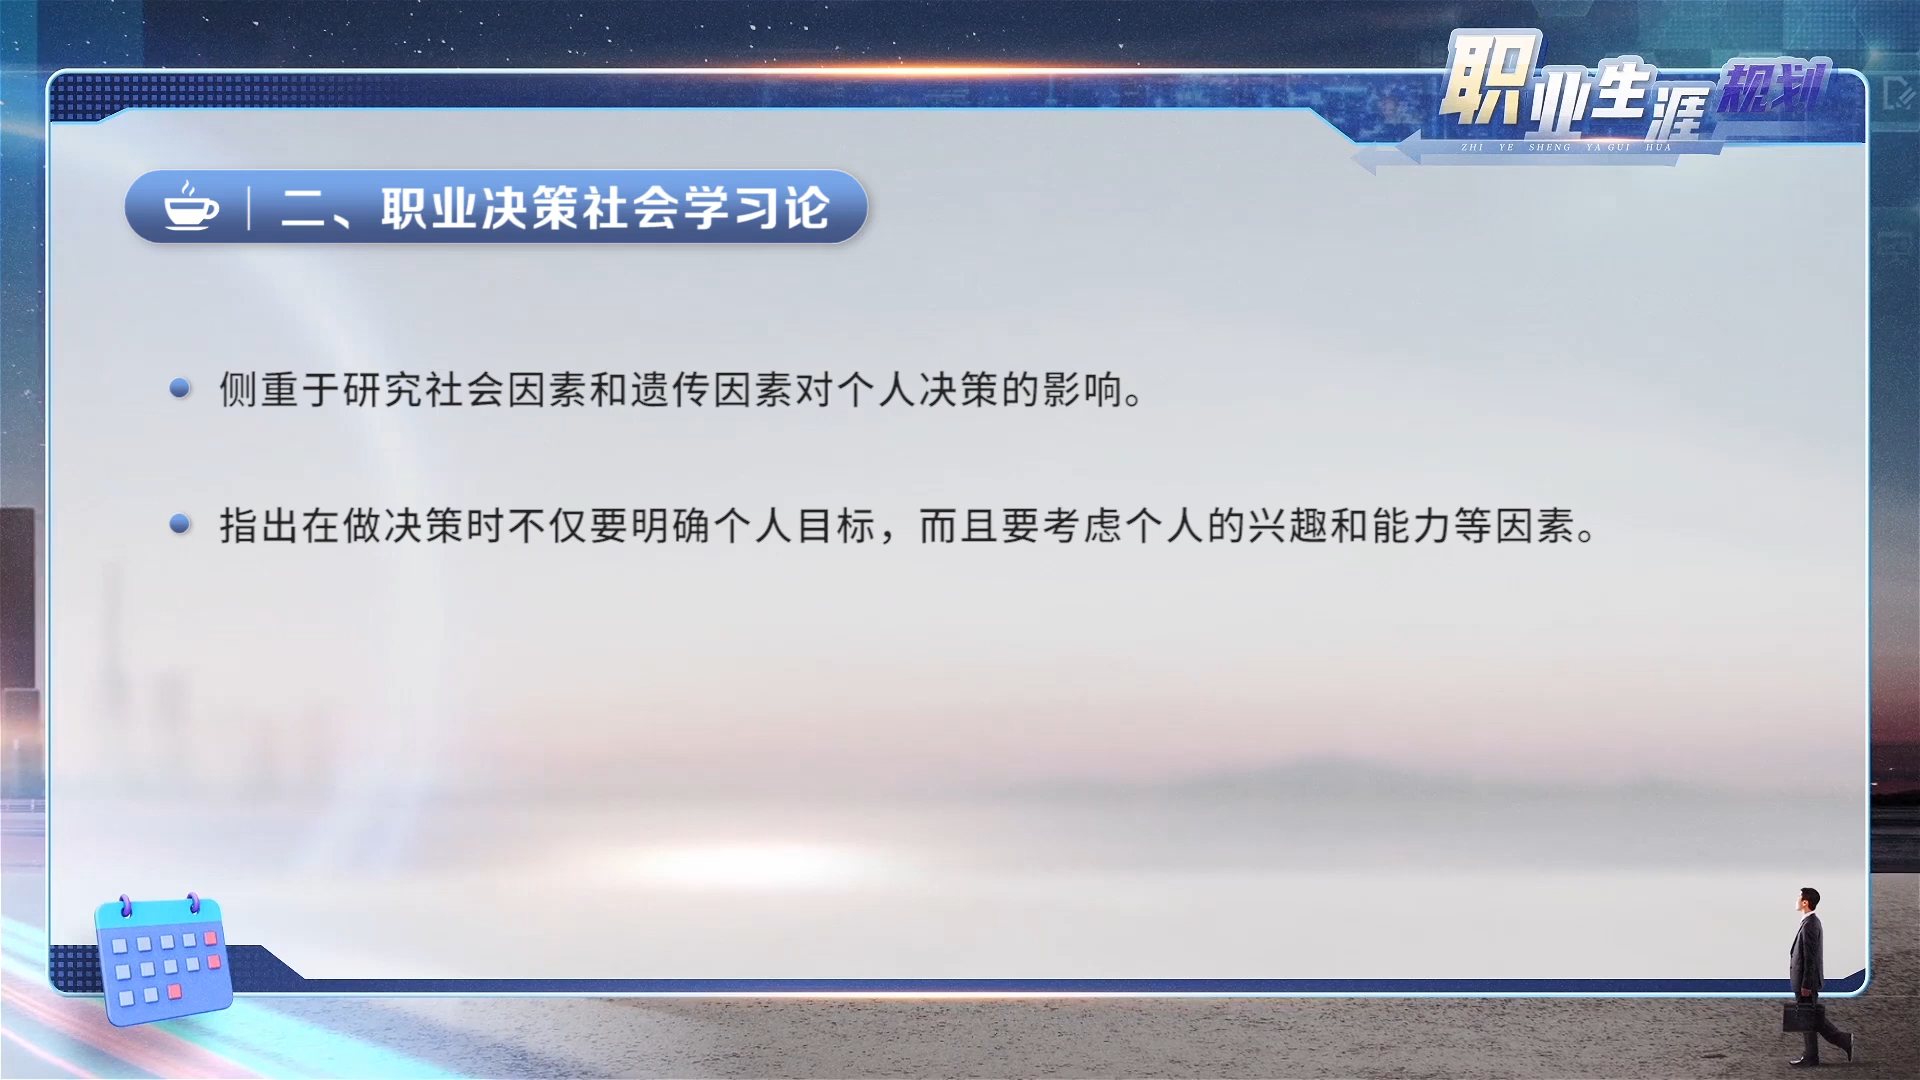 职业生涯规划
ZHI YE SHENG YA GUI HUA
二、职业决策社会学习论
侧重于研究社会因素和遗传因素对个人决策的影响。
指出在做决策时不仅要明确个人目标，而且要考虑个人的兴趣和能力等因素。